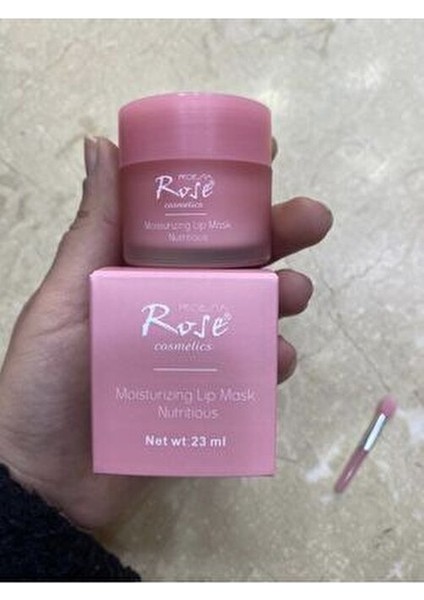 Rose
cosmetics
Moisturizing Lip Mask
Nutritious
Rose®
cosmetics
Moisturizing Lip Mask
Nutritious
Net wt:23 ml